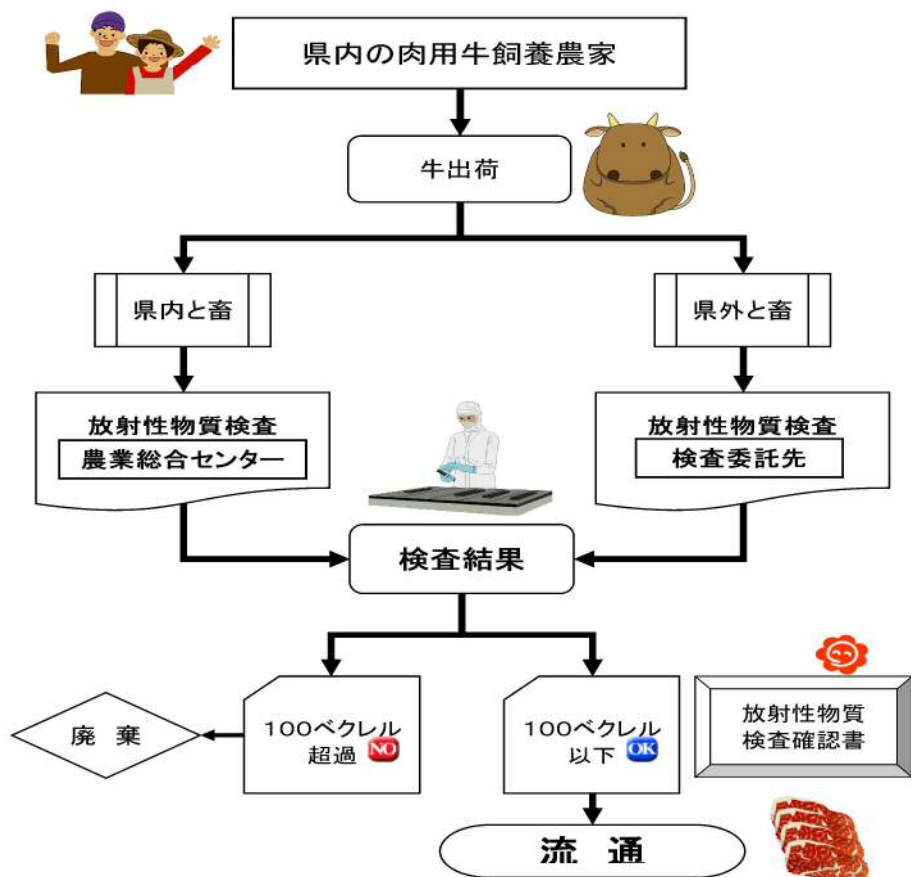 県内の肉用牛飼養農家
牛出荷
県内と畜
県外と畜
放射性物質検査
農業総合センター
放射性物質検査
検査委託先
検査結果
100ベクレル
超過 NO
100ベクレル
以下 OK
放射性物質
検査確認書
廃棄
流通